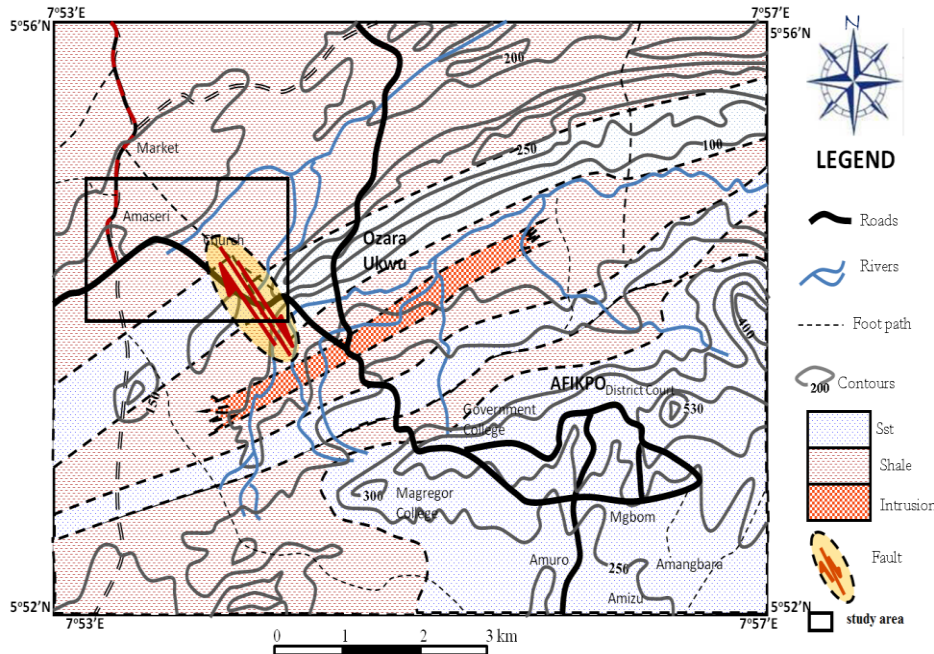 7°53'E
7°57'E
5°56'N
5°56'N
N
200
Market
250
100
LEGEND
Amaseri
Church
Ozara
Ukwu
Roads
Rivers
400
Foot path
150
AFIKPO
District Court
530
200
Contours
Government
College
Sst
Shale
300
Magregor
College
Mgbom
Intrusion
Amuro
250
Amangbara
Amizu
Fault
5°52'N
5°52'N
7°53'E
7°57'E
study area
0 1 2 3 km